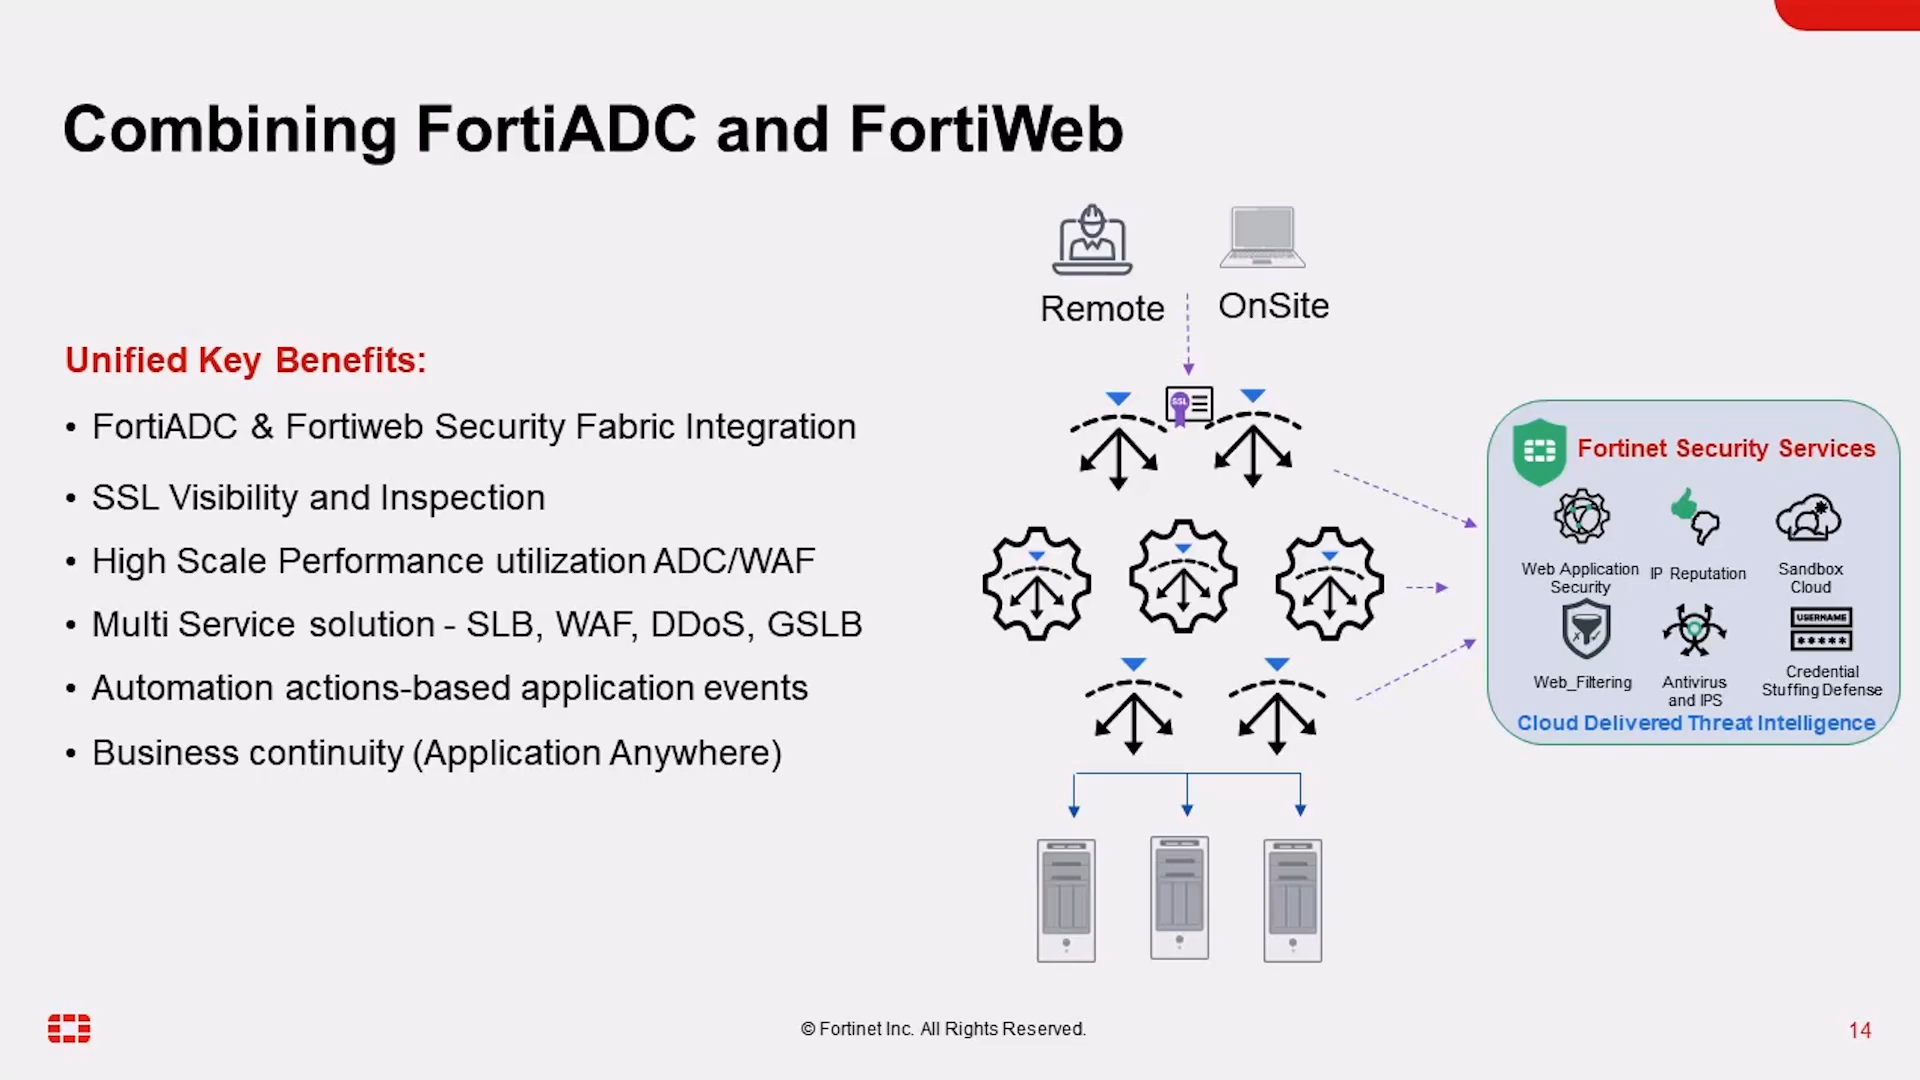 Combining FortiADC and FortiWeb
Unified Key Benefits:
• FortiADC & Fortiweb Security Fabric Integration
• SSL Visibility and Inspection
• High Scale Performance utilization ADC/WAF
• Multi Service solution - SLB, WAF, DDoS, GSLB
• Automation actions-based application events
• Business continuity (Application Anywhere)
Remote
OnSite
SSL
Fortinet Security Services
Web Application
Security
IP Reputation
Sandbox
Cloud
Web_Filtering
Antivirus
and IPS
USERNAME
*****
Credential
Stuffing Defense
Cloud Delivered Threat Intelligence
© Fortinet Inc. All Rights Reserved.
14